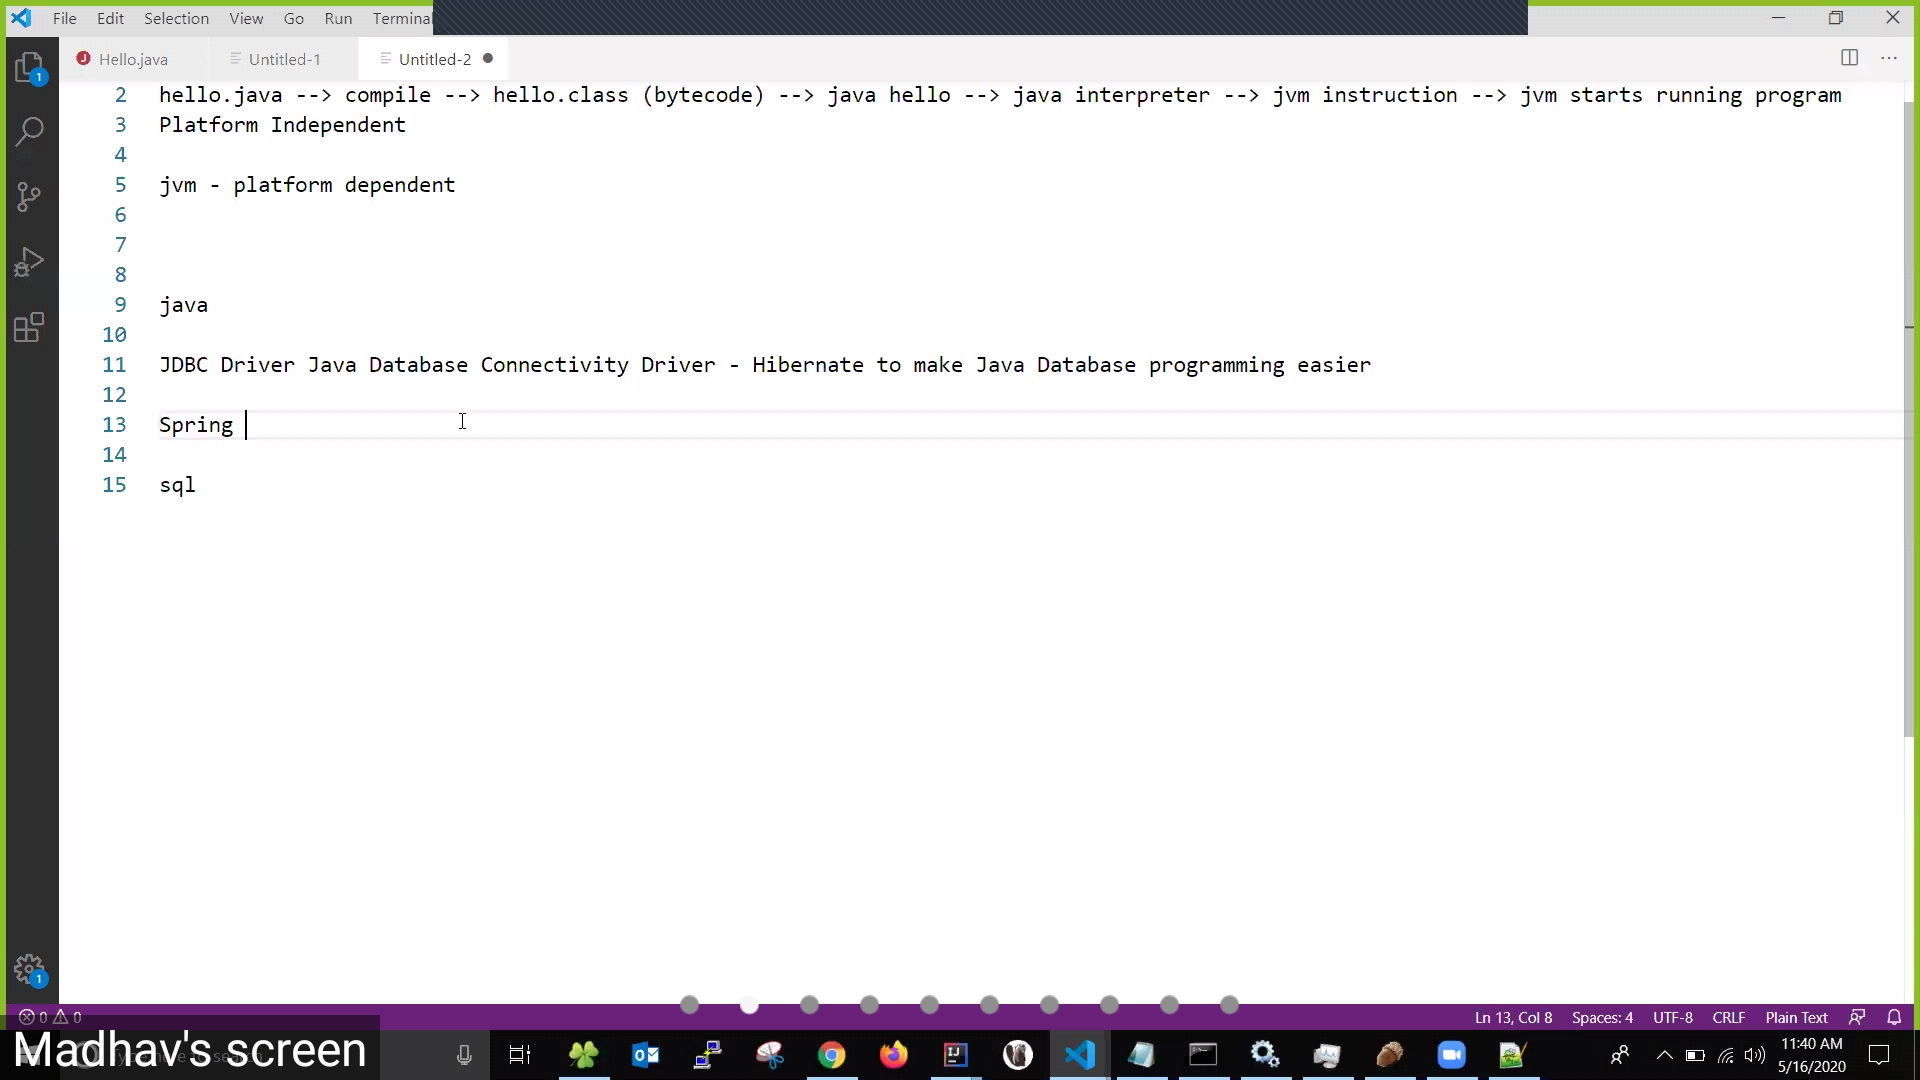 File Edit Selection View Go Run Terminal
Hello.java Untitled-1 Untitled-2
2 hello.java --> compile --> hello.class (bytecode) --> java hello --> java interpreter --> jvm instruction --> jvm starts running program
3 Platform Independent
4
5 jvm - platform dependent
6
7
8
9 java
10
11 JDBC Driver Java Database Connectivity Driver - Hibernate to make Java Database programming easier
12
13 Spring
14
15 sql
0 0 Ln 13, Col 8 Spaces: 4 UTF-8 CRLF Plain Text
Madhav's screen
11:40 AM
5/16/2020